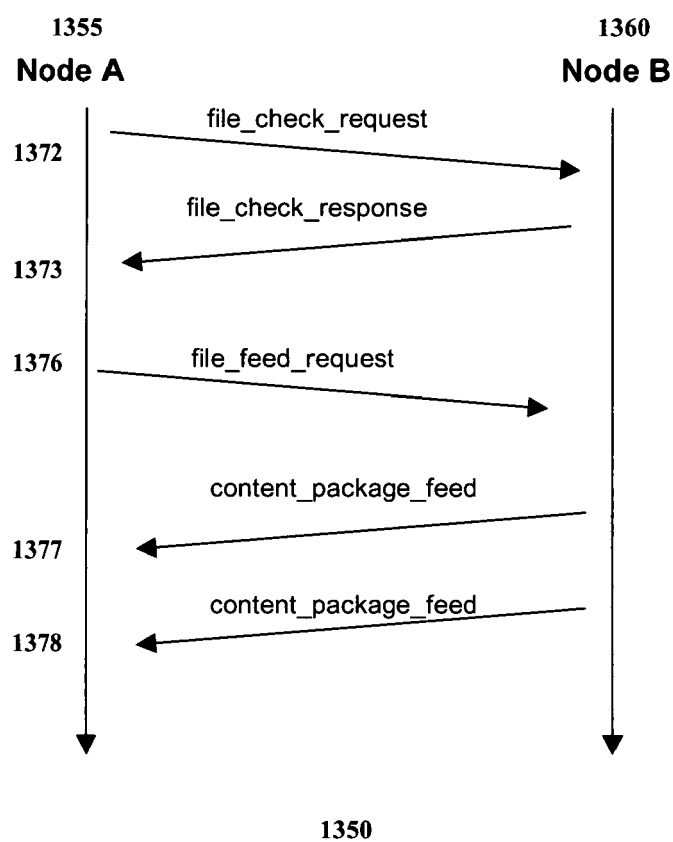 1355
1360
Node A
Node B
file_check_request
1372
file_check_response
1373
file_feed_request
1376
content_package_feed
1377
content_package_feed
1378
1350